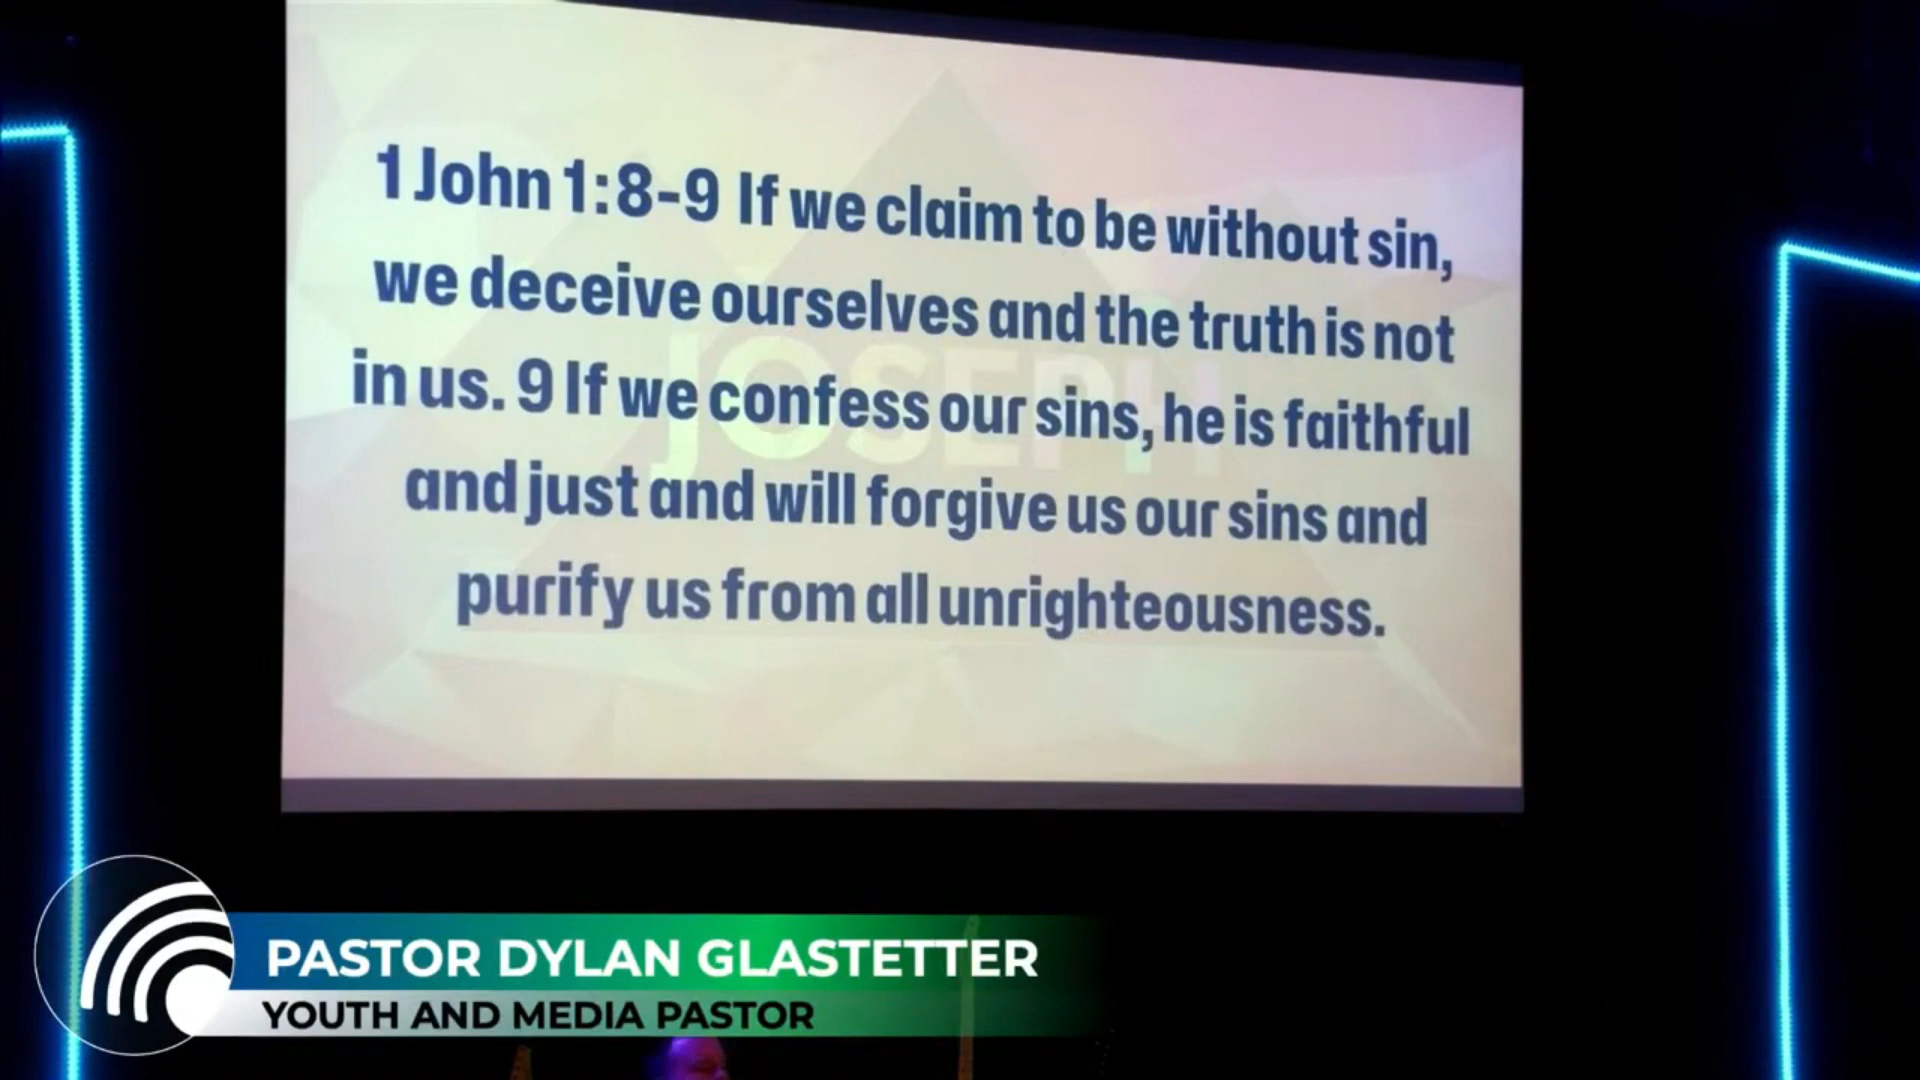 1 John 1:8-9 If we claim to be without sin,
we deceive ourselves and the truth is not
in us. 9 If we confess our sins, he is faithful
and just and will forgive us our sins and
purify us from all unrighteousness.
JOSEPH
PASTOR DYLAN GLASTETTER
YOUTH AND MEDIA PASTOR